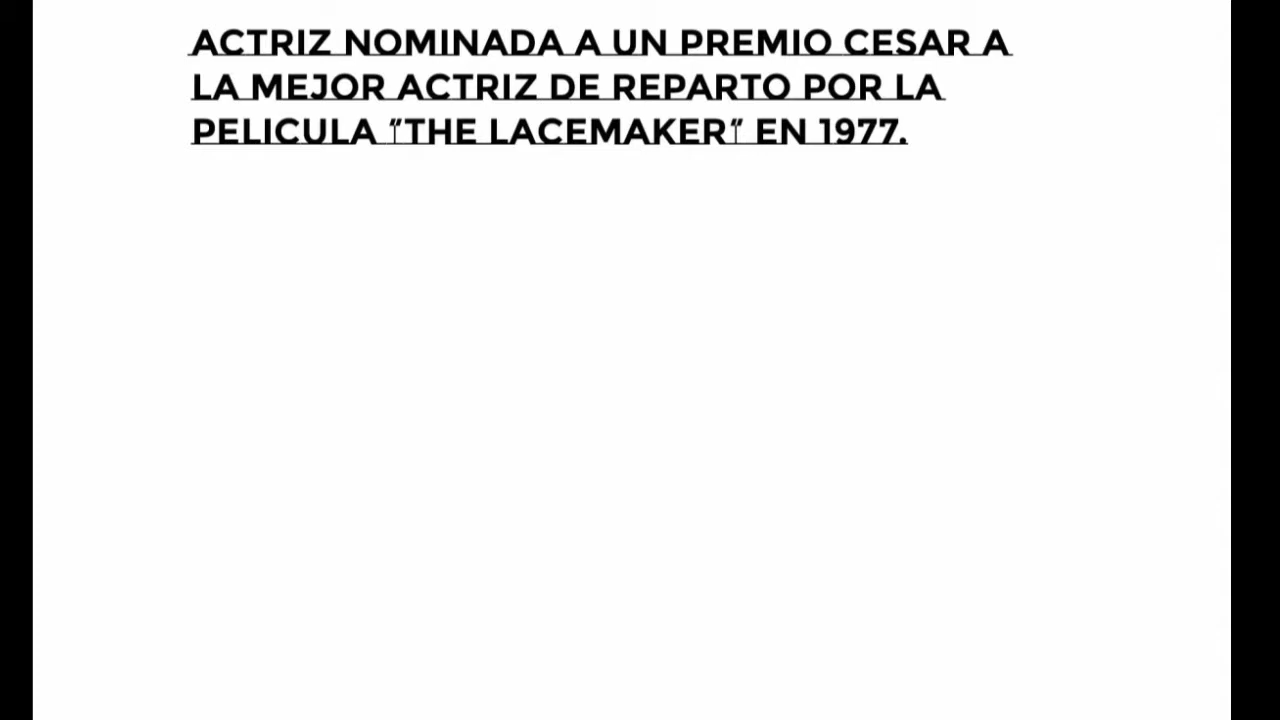 ACTRIZ NOMINADA A UN PREMIO CESAR A
LA MEJOR ACTRIZ DE REPARTO POR LA
PELICULA "THE LACEMAKER" EN 1977.